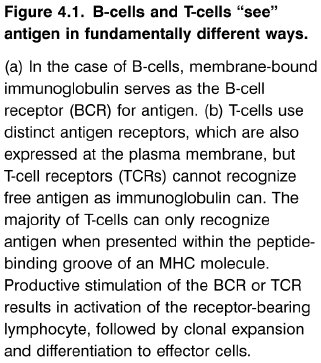 Figure 4.1. B-cells and T-cells “see”
antigen in fundamentally different ways.
(a) In the case of B-cells, membrane-bound
immunoglobulin serves as the B-cell
receptor (BCR) for antigen. (b) T-cells use
distinct antigen receptors, which are also
expressed at the plasma membrane, but
T-cell receptors (TCRs) cannot recognize
free antigen as immunoglobulin can. The
majority of T-cells can only recognize
antigen when presented within the peptide-
binding groove of an MHC molecule.
Productive stimulation of the BCR or TCR
results in activation of the receptor-bearing
lymphocyte, followed by clonal expansion
and differentiation to effector cells.